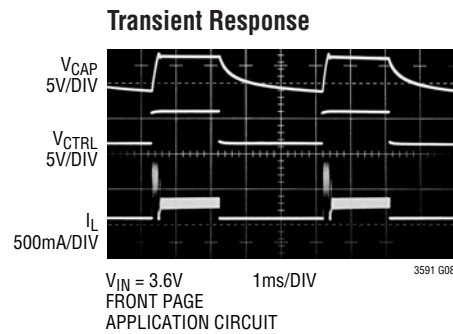 Transient Response
V_CAP
5V/DIV
V_CTRL
5V/DIV
I_L
500mA/DIV
V_IN = 3.6V 1ms/DIV 3591 G08
FRONT PAGE
APPLICATION CIRCUIT